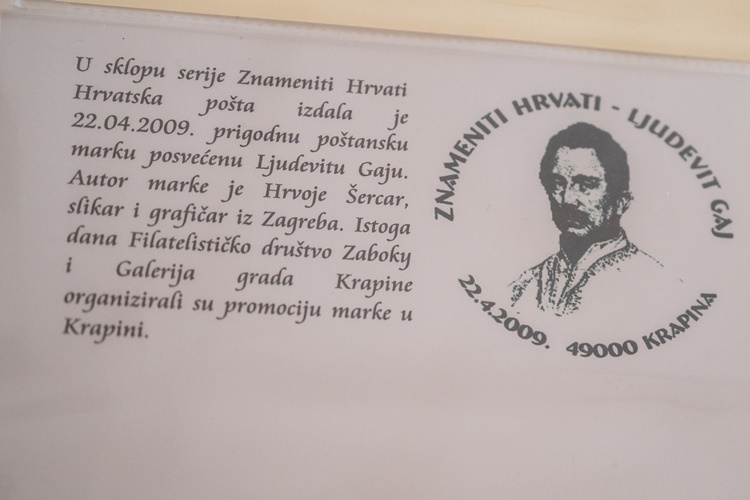 U sklopu serije Znameniti Hrvati
Hrvatska pošta izdala je
22.04.2009. prigodnu poštansku
marku posvećenu Ljudevitu Gaju.
Autor marke je Hrvoje Šercar,
slikar i grafičar iz Zagreba. Istoga
dana Filatelističko društvo Zaboky
i Galerija grada Krapine
organizirali su promociju marke u
Krapini.
ZNAMENITI HRVATI - LJUDEVIT GAJ
22.4.2009. 49000 KRAPINA